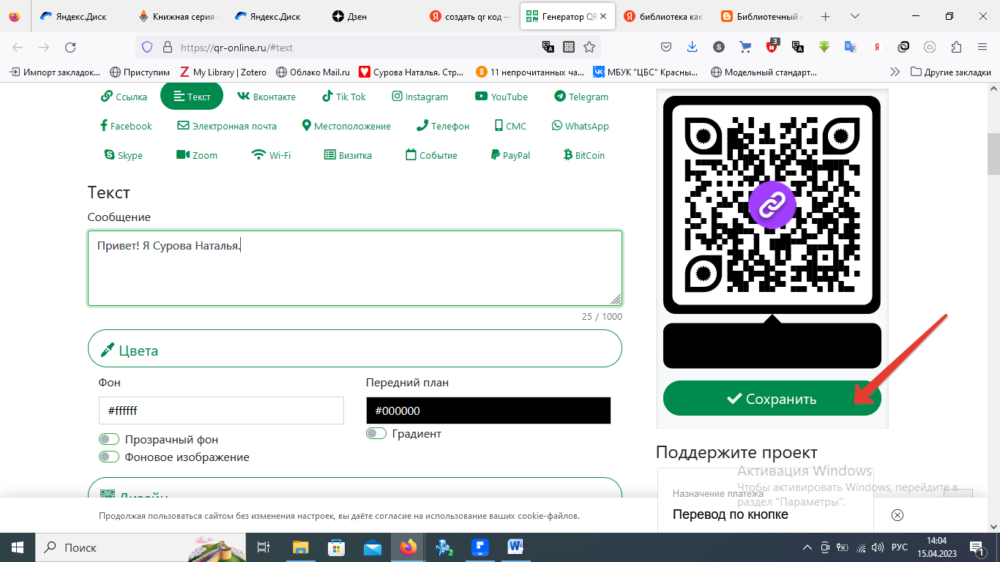 Яндекс.Диск
Книжная серия -
Яндекс.Диск
Дзен
создать qr код —
Генератор QR
библиотека как
Библиотечный н
https://qr-online.ru/#text
3
Импорт закладок...
Приступим
My Library | Zotero
Облако Mail.ru
Сурова Наталья. Стр...
11 непрочитанных ча...
МБУК "ЦБС" Красны...
Модельный стандарт...
Другие закладки
Ссылка
Текст
Вконтакте
Tik Tok
Instagram
YouTube
Telegram
Facebook
Электронная почта
Местоположение
Телефон
СМС
WhatsApp
Skype
Zoom
Wi-Fi
Визитка
Событие
PayPal
BitCoin
Текст
Сообщение
Привет! Я Сурова Наталья.
25 / 1000
Цвета
Фон
Передний план
#ffffff
#000000
Прозрачный фон
Градиент
Фоновое изображение
Дизайн
Сохранить
Поддержите проект
Активация Windows
Чтобы активировать Windows, перейдите в
раздел "Параметры".
Назначение платежа
Перевод по кнопке
Продолжая пользоваться сайтом без изменения настроек, вы даёте согласие на использование ваших cookie-файлов.
Поиск
РУС
14:04
15.04.2023
1